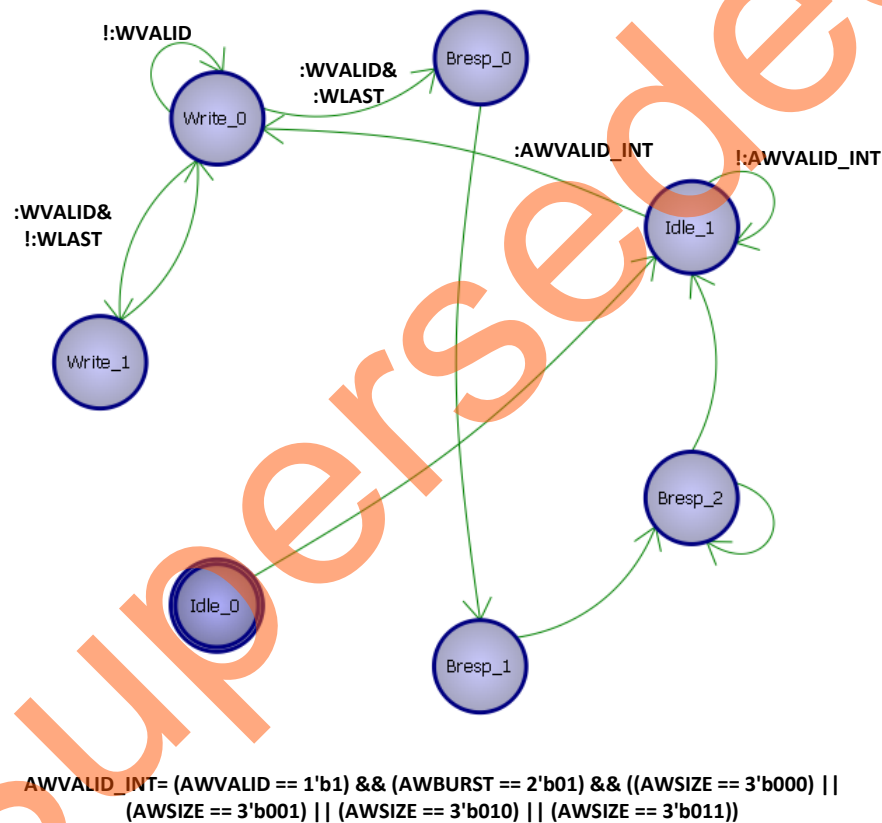 !:WVALID
:WVALID&
:WLAST
Bresp_0
Write_0
:AWVALID_INT
!:AWVALID_INT
:WVALID&
!:WLAST
Idle_1
Write_1
Bresp_2
Idle_0
Bresp_1
AWVALID_INT= (AWVALID == 1'b1) && (AWBURST == 2'b01) && ((AWSIZE == 3'b000) ||
(AWSIZE == 3'b001) || (AWSIZE == 3'b010) || (AWSIZE == 3'b011))
Superseded